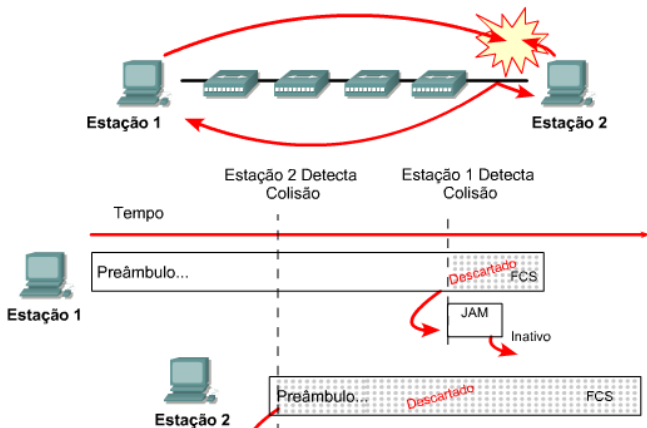 Estação 1
Estação 2
Estação 2 Detecta
Colisão
Estação 1 Detecta
Colisão
Tempo
Preâmbulo...
Descartado
FCS
Estação 1
JAM
Inativo
Preâmbulo...
Descartado
FCS
Estação 2